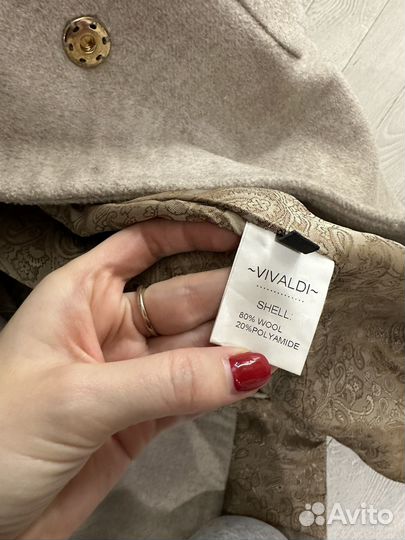 ~VIVALDI~
..............
SHELL:
80% WOOL
20%POLYAMIDE
Avito